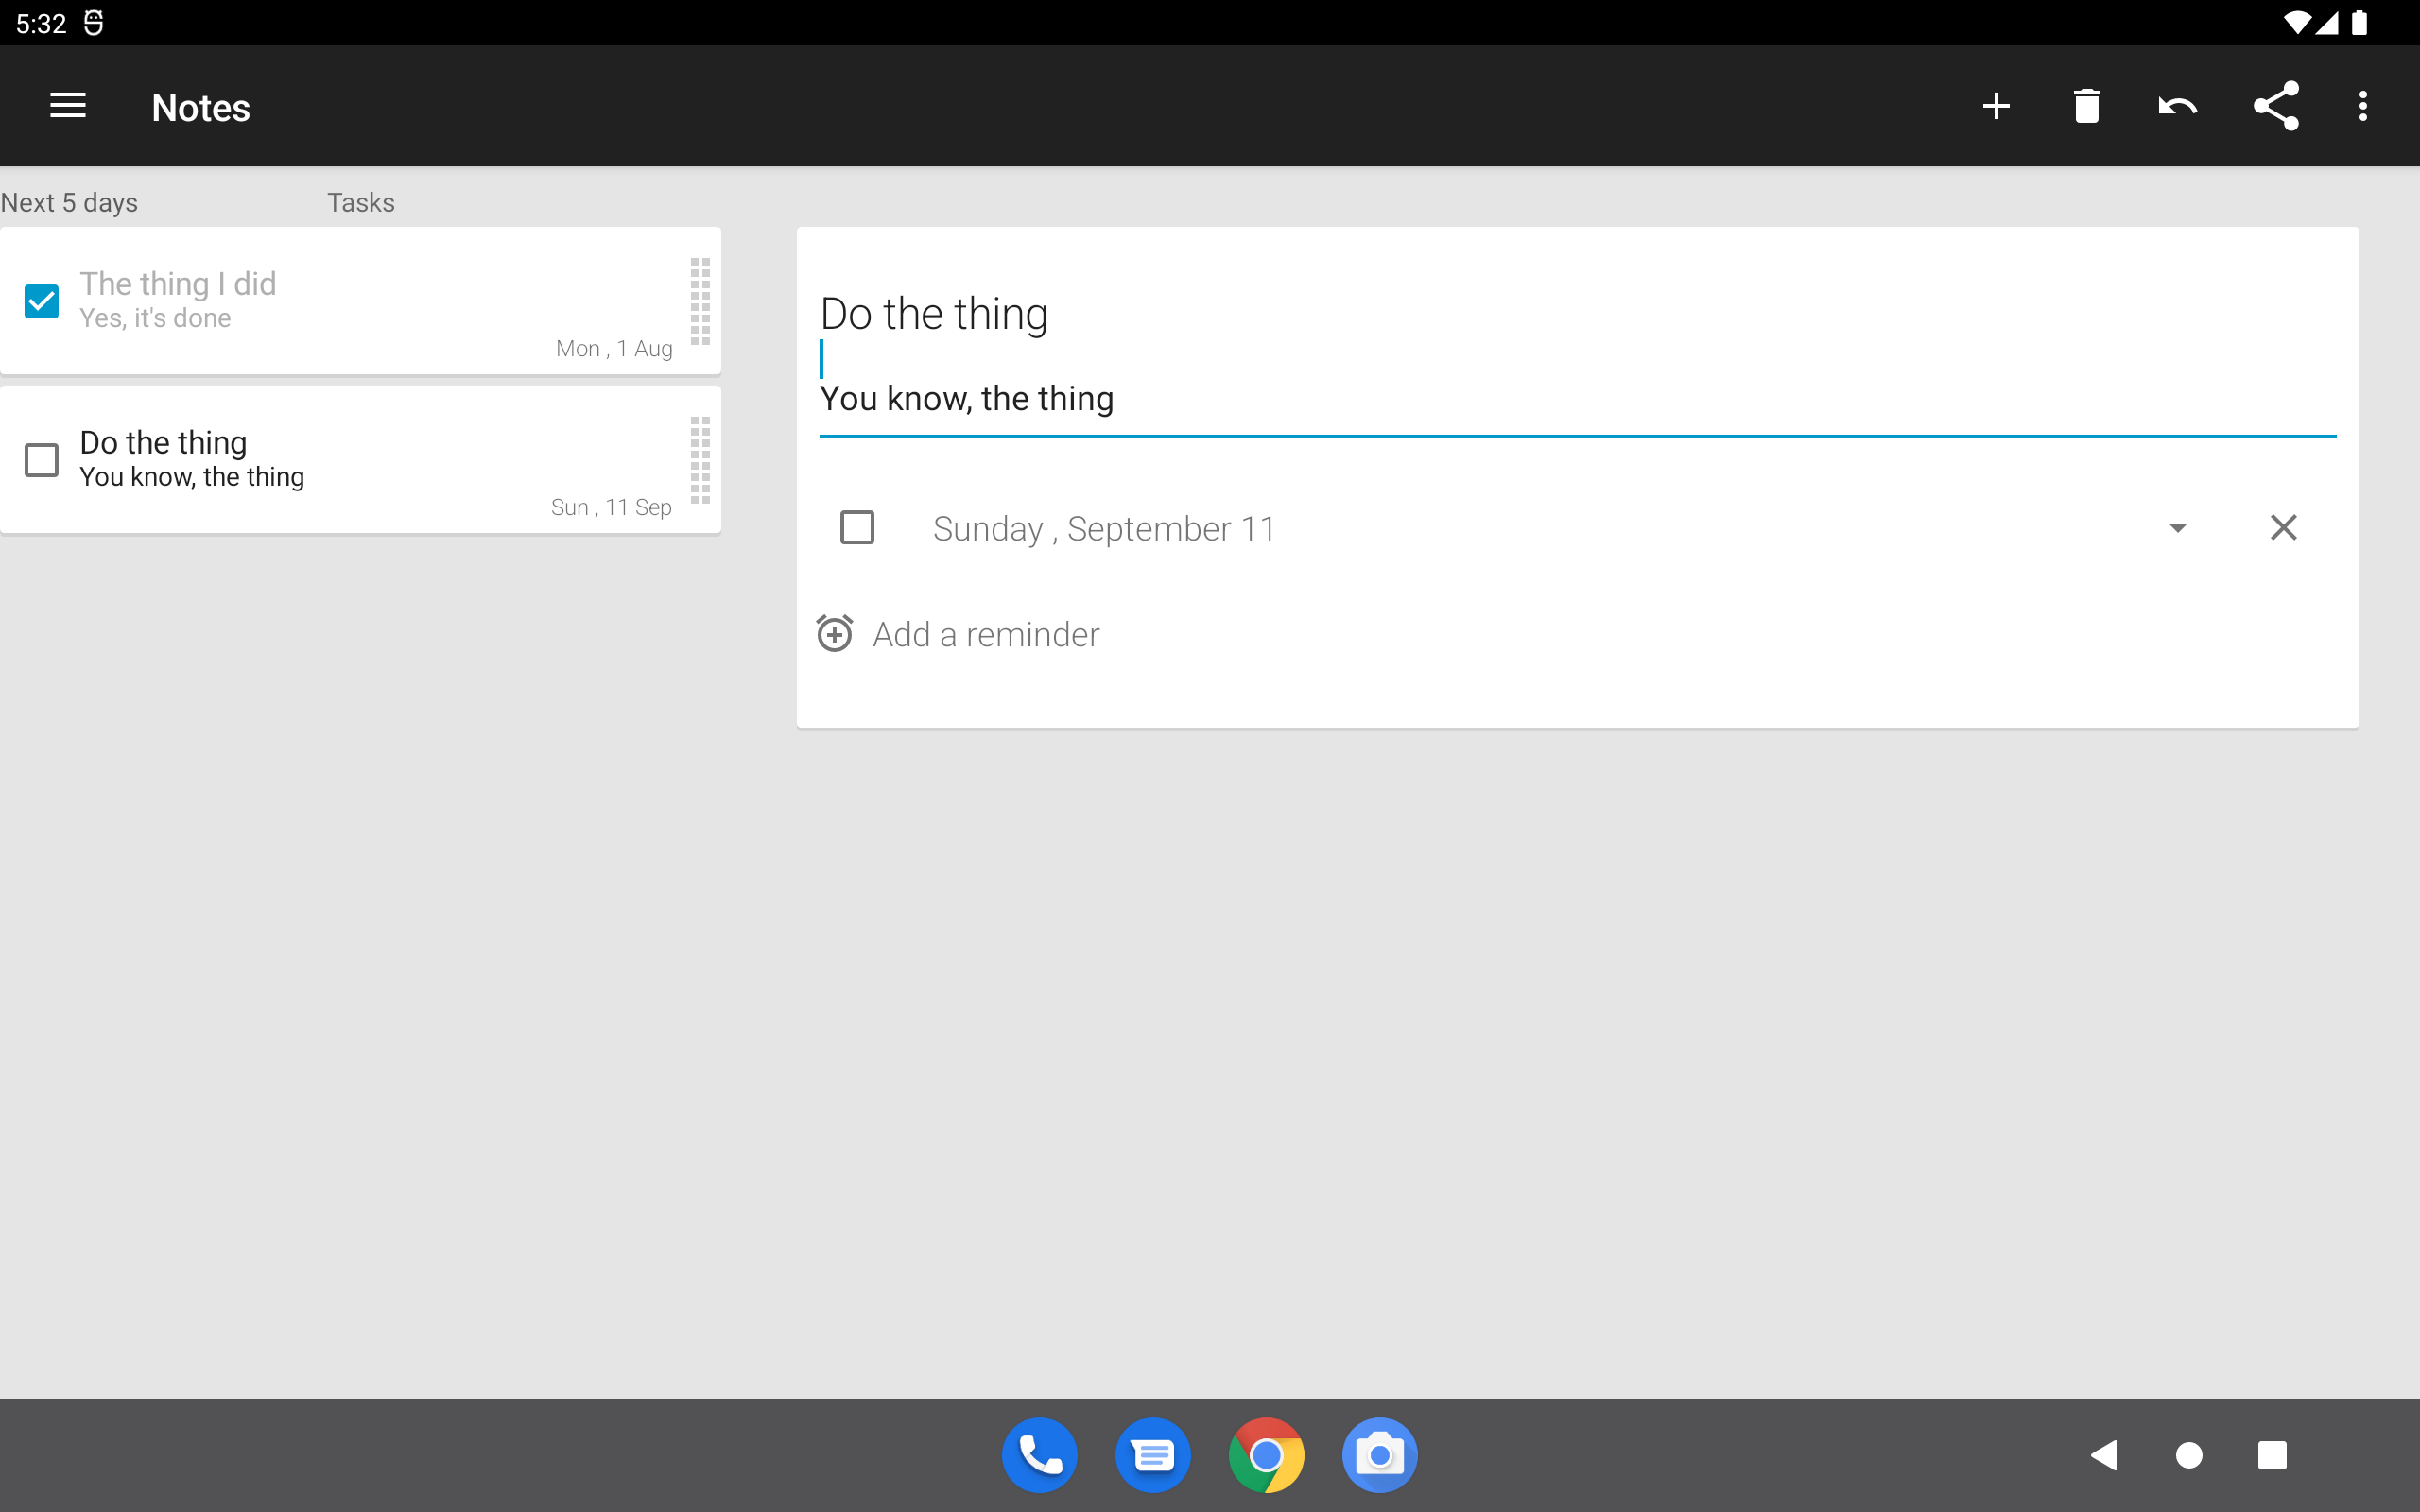 5:32
Notes
Next 5 days Tasks
The thing I did
Yes, it's done
Mon , 1 Aug
Do the thing
You know, the thing
Sun , 11 Sep
Do the thing
You know, the thing
Sunday , September 11
Add a reminder